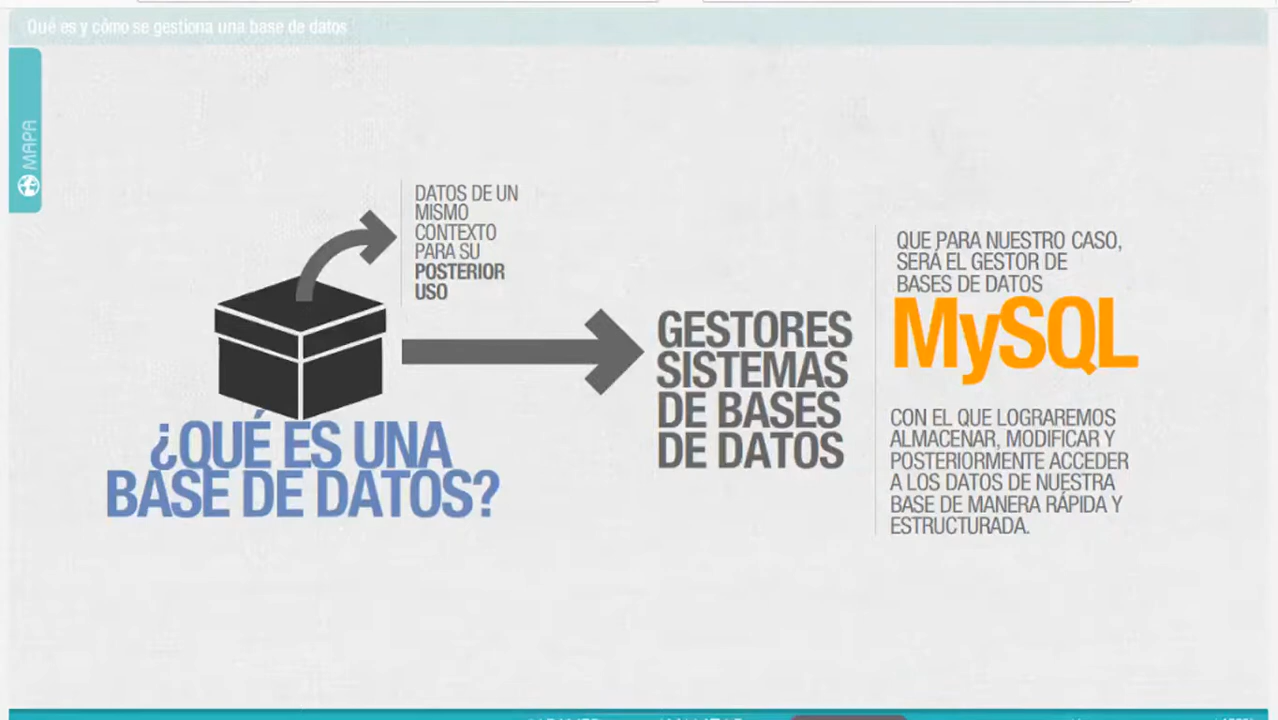 Qué es y cómo se gestiona una base de datos
MAPA
DATOS DE UN
MISMO
CONTEXTO
PARA SU
POSTERIOR
USO
¿QUÉ ES UNA
BASE DE DATOS?
GESTORES
SISTEMAS
DE BASES
DE DATOS
QUE PARA NUESTRO CASO,
SERÁ EL GESTOR DE
BASES DE DATOS
MySQL
CON EL QUE LOGRAREMOS
ALMACENAR, MODIFICAR Y
POSTERIORMENTE ACCEDER
A LOS DATOS DE NUESTRA
BASE DE MANERA RÁPIDA Y
ESTRUCTURADA.